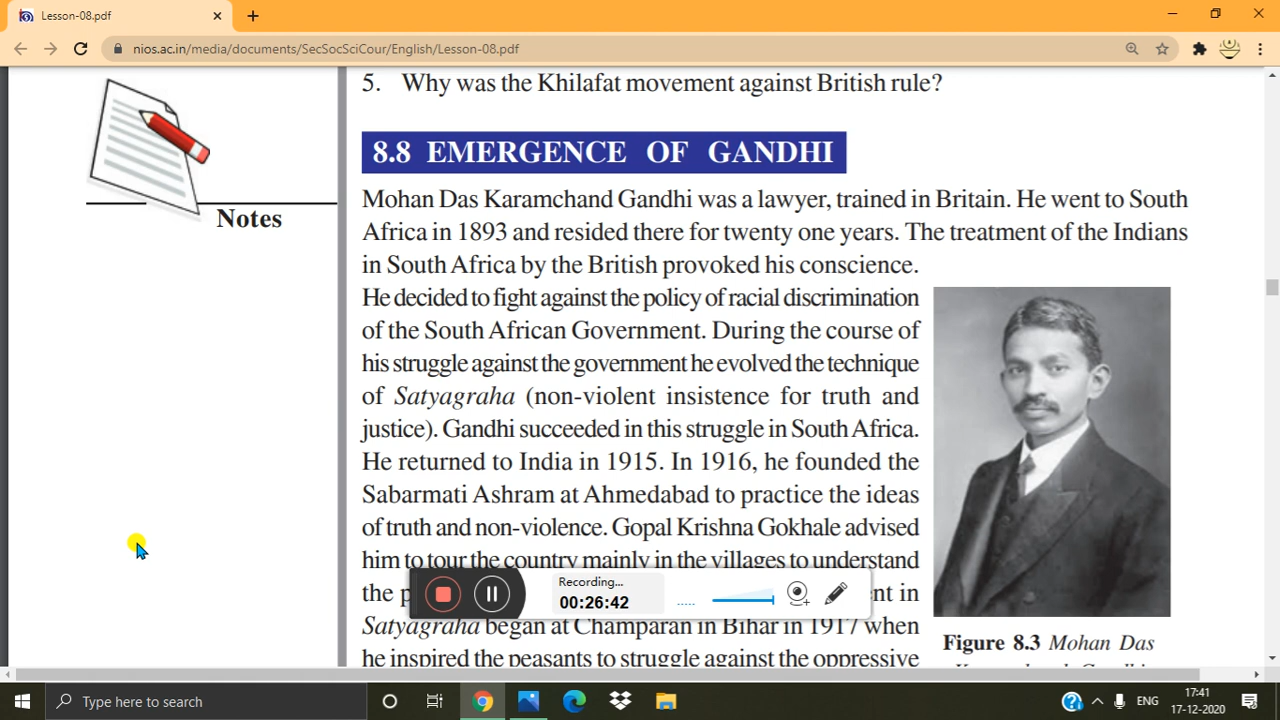 Lesson-08.pdf
nios.ac.in/media/documents/SecSocSciCour/English/Lesson-08.pdf
5. Why was the Khilafat movement against British rule?
8.8 EMERGENCE OF GANDHI
Notes
Mohan Das Karamchand Gandhi was a lawyer, trained in Britain. He went to South
Africa in 1893 and resided there for twenty one years. The treatment of the Indians
in South Africa by the British provoked his conscience.
He decided to fight against the policy of racial discrimination
of the South African Government. During the course of
his struggle against the government he evolved the technique
of Satyagraha (non-violent insistence for truth and
justice). Gandhi succeeded in this struggle in South Africa.
He returned to India in 1915. In 1916, he founded the
Sabarmati Ashram at Ahmedabad to practice the ideas
of truth and non-violence. Gopal Krishna Gokhale advised
him to tour the country mainly in the villages to understand
the
in
Satyagraha began at Champaran in Bihar in 1917 when
he inspired the peasants to struggle against the oppressive
Figure 8.3 Mohan Das
Recording...
00:26:42
Type here to search
ENG
17:41
17-12-2020